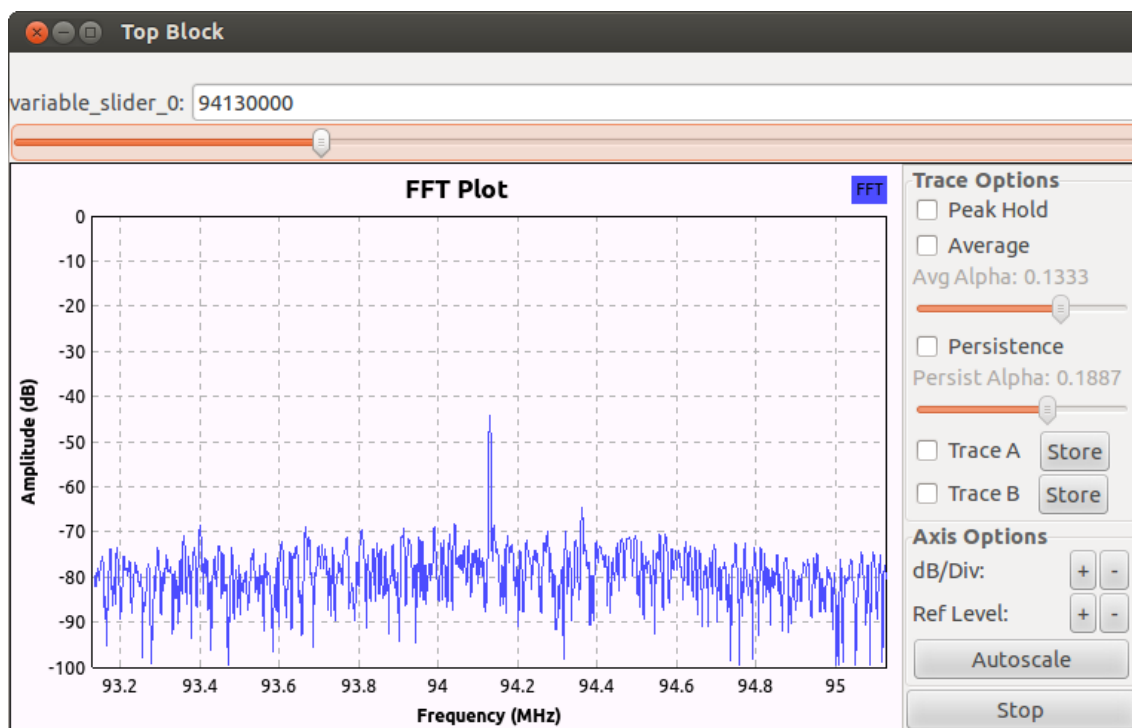 Top Block
variable_slider_0: 94130000
FFT Plot
FFT
0
-10
-20
-30
-40
-50
-60
-70
-80
-90
-100
Amplitude (dB)
93.2 93.4 93.6 93.8 94 94.2 94.4 94.6 94.8 95
Frequency (MHz)
Trace Options
Peak Hold
Average
Avg Alpha: 0.1333
Persistence
Persist Alpha: 0.1887
Trace A Store
Trace B Store
Axis Options
dB/Div: + -
Ref Level: + -
Autoscale
Stop